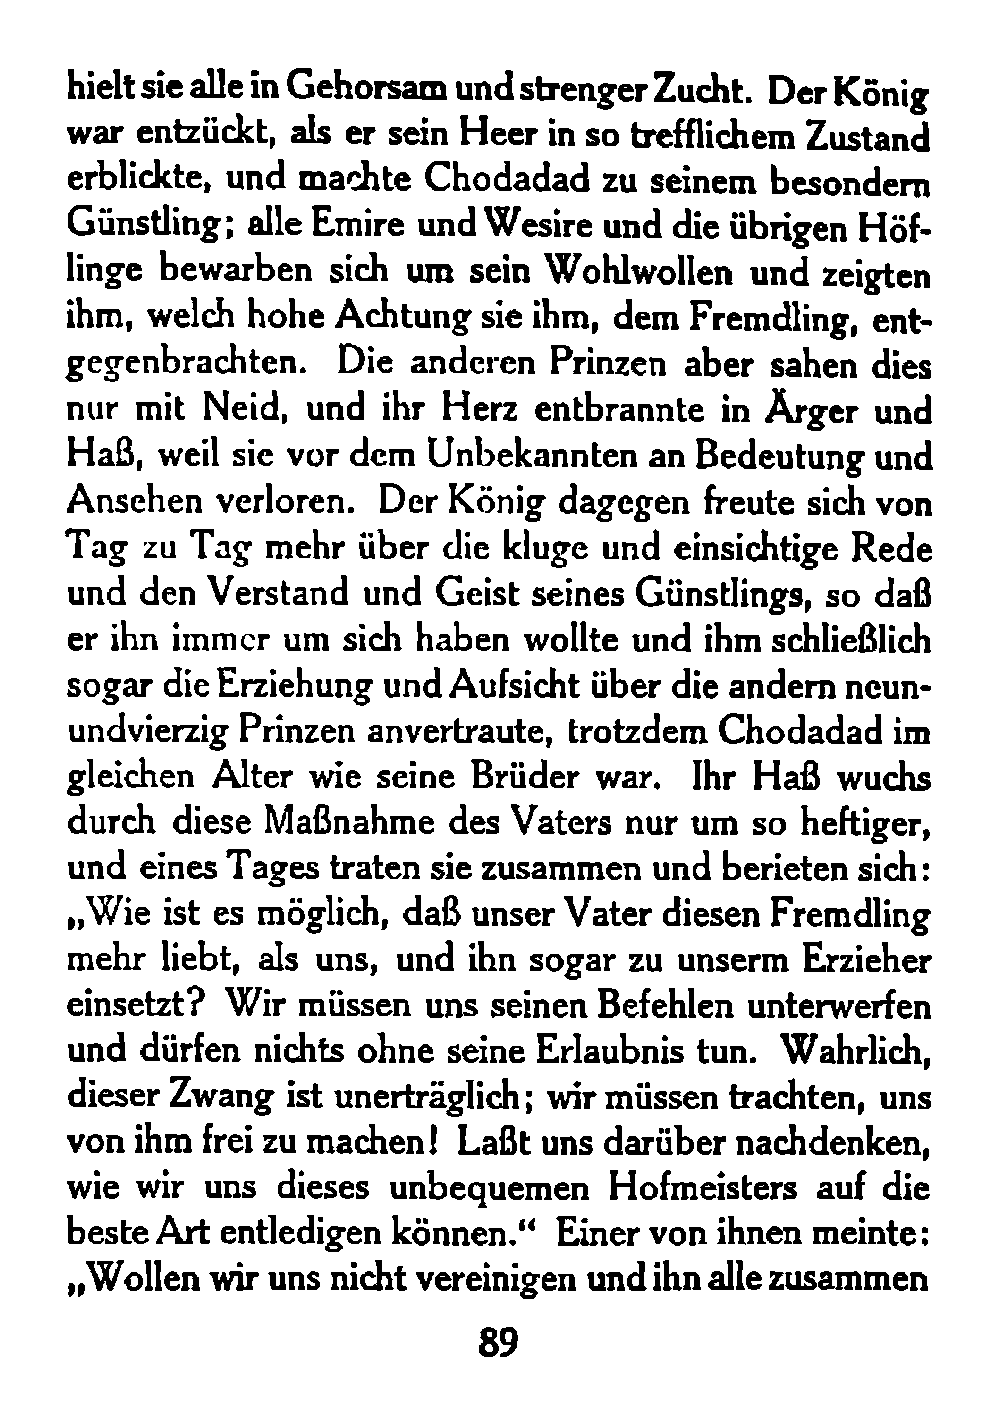 hielt sie alle in Gehorsam und strenger Zucht. Der König
war entzückt, als er sein Heer in so trefflichem Zustand
erblickte, und machte Chodadad zu seinem besondern
Günstling; alle Emire und Wesire und die übrigen Höf-
linge bewarben sich um sein Wohlwollen und zeigten
ihm, welch hohe Achtung sie ihm, dem Fremdling, ent-
gegenbrachten. Die anderen Prinzen aber sahen dies
nur mit Neid, und ihr Herz entbrannte in Ärger und
Haß, weil sie vor dem Unbekannten an Bedeutung und
Ansehen verloren. Der König dagegen freute sich von
Tag zu Tag mehr über die kluge und einsichtige Rede
und den Verstand und Geist seines Günstlings, so daß
er ihn immer um sich haben wollte und ihm schließlich
sogar die Erziehung und Aufsicht über die andern neun-
undvierzig Prinzen anvertraute, trotzdem Chodadad im
gleichen Alter wie seine Brüder war. Ihr Haß wuchs
durch diese Maßnahme des Vaters nur um so heftiger,
und eines Tages traten sie zusammen und berieten sich:
„Wie ist es möglich, daß unser Vater diesen Fremdling
mehr liebt, als uns, und ihn sogar zu unserm Erzieher
einsetzt? Wir müssen uns seinen Befehlen unterwerfen
und dürfen nichts ohne seine Erlaubnis tun. Wahrlich,
dieser Zwang ist unerträglich; wir müssen trachten, uns
von ihm frei zu machen! Laßt uns darüber nachdenken,
wie wir uns dieses unbequemen Hofmeisters auf die
beste Art entledigen können.“ Einer von ihnen meinte:
„Wollen wir uns nicht vereinigen und ihn alle zusammen
89